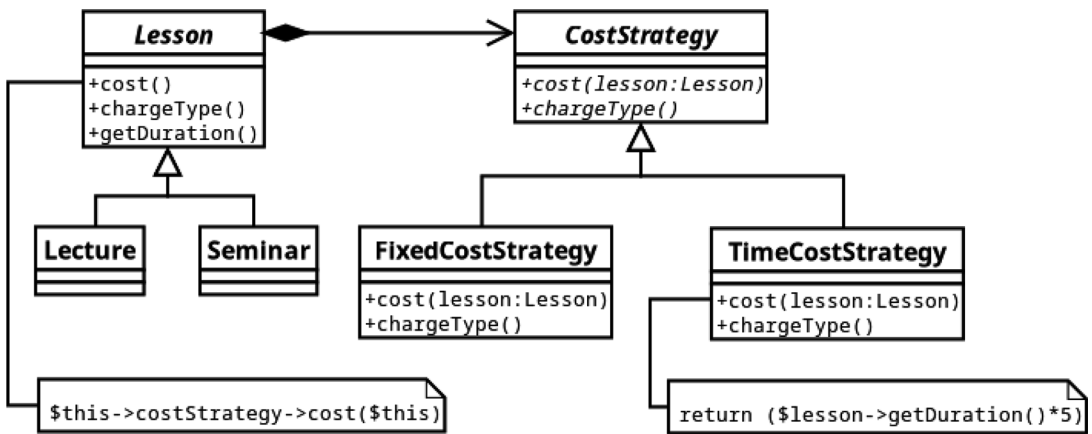 Lesson
+cost()
+chargeType()
+getDuration()
CostStrategy
+cost(lesson:Lesson)
+chargeType()
Lecture
Seminar
FixedCostStrategy
+cost(lesson:Lesson)
+chargeType()
TimeCostStrategy
+cost(lesson:Lesson)
+chargeType()
$this->costStrategy->cost($this)
return ($lesson->getDuration()*5)